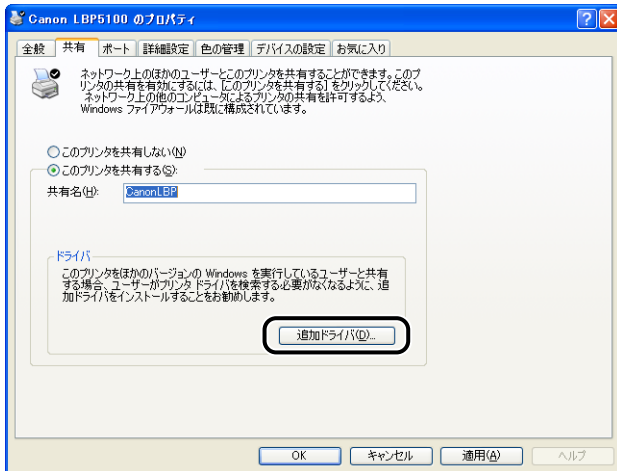 Canon LBP5100 のプロパティ
全般 共有 ポート 詳細設定 色の管理 デバイスの設定 お気に入り
ネットワーク上のほかのユーザーとこのプリンタを共有することができます。このプ
リンタの共有を有効にするには、[このプリンタを共有する] をクリックしてください。
ネットワーク上の他のコンピュータによるプリンタの共有を許可するよう、
Windows ファイアウォールは既に構成されています。
このプリンタを共有しない(N)
このプリンタを共有する(S):
共有名(H): CanonLBP
ドライバ
このプリンタをほかのバージョンの Windows を実行しているユーザーと共有
する場合、ユーザーがプリンタ ドライバを検索する必要がなくなるように、追
加ドライバをインストールすることをお勧めします。
追加ドライバ(D)...
OK キャンセル 適用(A) ヘルプ